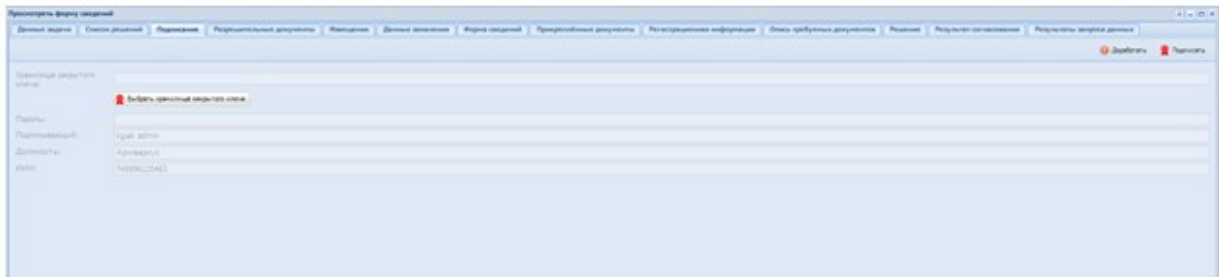 Просмотреть форму сведений
Данные задачи Список решений Подписание Разрешительные документы Извещения Данные заявления Форма сведений Прикреплённые документы Регистрационная информация Опись требуемых документов Решение Результат согласования Результаты запроса данных
Доработать Подписать
Хранилище закрытого
ключа:
Выбрать хранилище закрытого ключа
Пароль:
Подписывающий: admin
Должность:
ИИН: